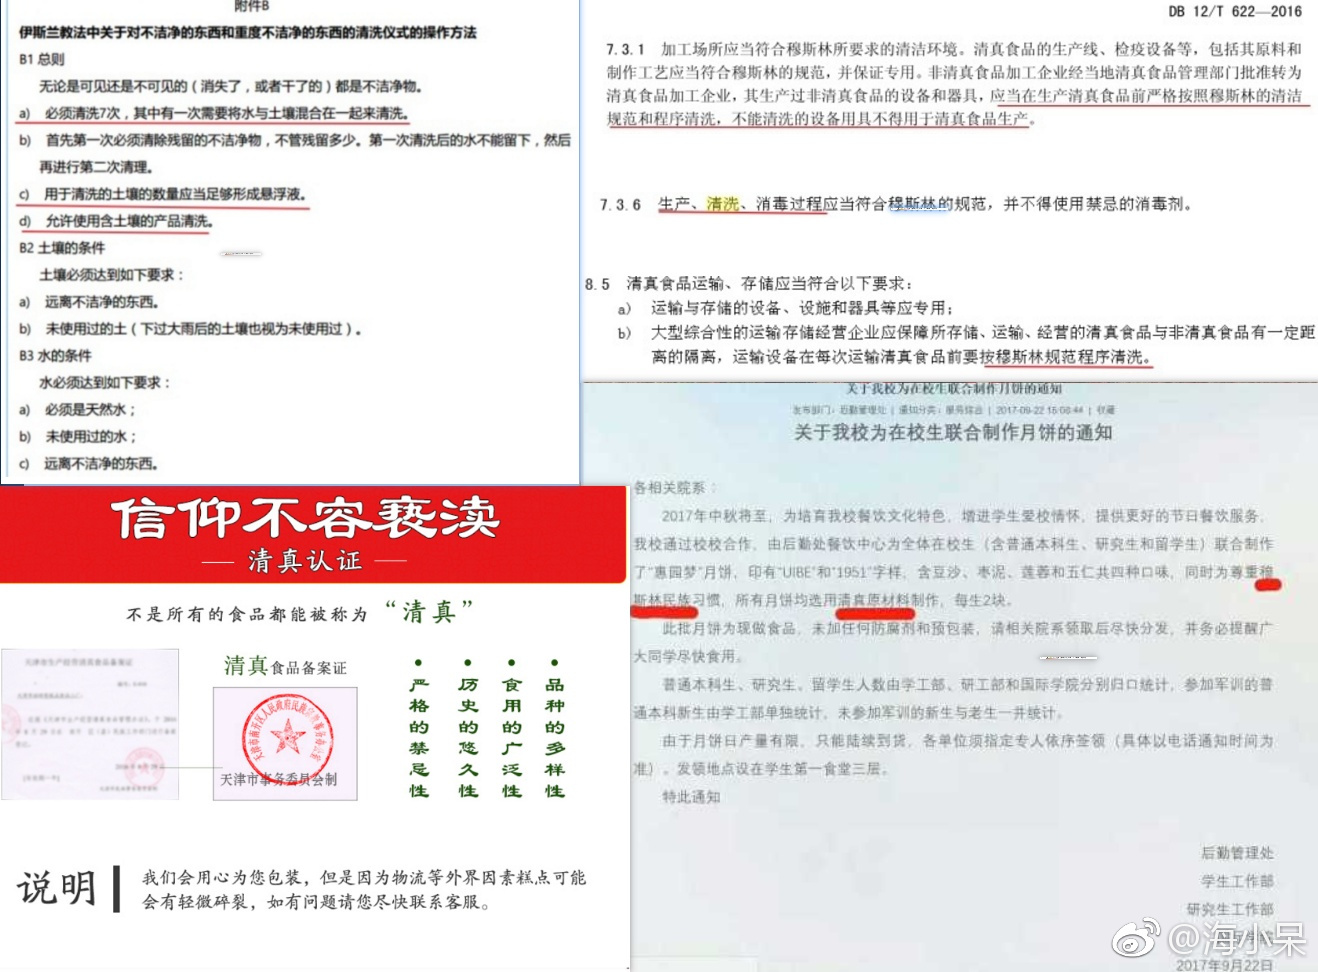 附件B
伊斯兰教法中关于对不洁净的东西和重度不洁净的东西的清洗仪式的操作方法
B1 总则
无论是可见还是不可见的（消失了，或者干了的）都是不洁净物。
a) 必须清洗7次，其中有一次需要将水与土壤混合在一起来清洗。
b) 首先第一次必须清除残留的不洁净物，不管残留多少。第一次清洗后的水不能留下，然后
再进行第二次清理。
c) 用于清洗的土壤的数量应当足够形成悬浮液。
d) 允许使用含土壤的产品清洗。
B2 土壤的条件
土壤必须达到如下要求：
a) 远离不洁净的东西。
b) 未使用过的土（下过大雨后的土壤也视为未使用过）。
B3 水的条件
水必须达到如下要求：
a) 必须是天然水；
b) 未使用过的水；
c) 远离不洁净的东西。
DB 12/T 622—2016
7.3.1 加工场所应当符合穆斯林所要求的清洁环境。清真食品的生产线、检疫设备等，包括其原料和
制作工艺应当符合穆斯林的规范，并保证专用。非清真食品加工企业经当地清真食品管理部门批准转为
清真食品加工企业，其生产过非清真食品的设备和器具，应当在生产清真食品前严格按照穆斯林的清洁
规范和程序清洗，不能清洗的设备用具不得用于清真食品生产。
7.3.6 生产、清洗、消毒过程应当符合穆斯林的规范，并不得使用禁忌的消毒剂。
8.5 清真食品运输、存储应当符合以下要求：
a) 运输与存储的设备、设施和器具等应专用；
b) 大型综合性的运输存储经营企业应保障所存储、运输、经营的清真食品与非清真食品有一定距
离的隔离，运输设备在每次运输清真食品前要按穆斯林规范程序清洗。
关于我校为在校生联合制作月饼的通知
发布部门：后勤管理处 | 通知分类：服务综合 | 2017-09-22 15:08:44 | 收藏
关于我校为在校生联合制作月饼的通知
各相关院系：
2017年中秋将至，为培育我校餐饮文化特色，增进学生爱校情怀，提供更好的节日餐饮服务，
我校通过校校合作，由后勤处餐饮中心为全体在校生（含普通本科生、研究生和留学生）联合制作
了“惠园梦”月饼，印有“UIBE”和“1951”字样，含豆沙、枣泥、莲蓉和五仁共四种口味，同时为尊重穆
斯林民族习惯，所有月饼均选用清真原材料制作，每生2块。
此批月饼为现做食品，未加任何防腐剂和预包装，请相关院系领取后尽快分发，并务必提醒广
大同学尽快食用。
普通本科生、研究生、留学生人数由学工部、研工部和国际学院分别归口统计，参加军训的普
通本科新生由学工部单独统计，未参加军训的新生与老生一并统计。
由于月饼日产量有限，只能陆续到货，各单位须指定专人依序签领（具体以电话通知时间为
准）。发领地点设在学生第一食堂三层。
特此通知
后勤管理处
学生工作部
研究生工作部
2017年9月22日
信仰不容亵渎
清真认证
不是所有的食品都能被称为“清真”
天津市生产经营清真食品备案证
清真食品备案证
天津市事务委员会制
严格的禁忌性
历史的悠久性
食用的广泛性
品种的多样性
说明
我们会用心为您包装，但是因为物流等外界因素糕点可能
会有轻微碎裂，如有问题请您尽快联系客服。
@海小呆